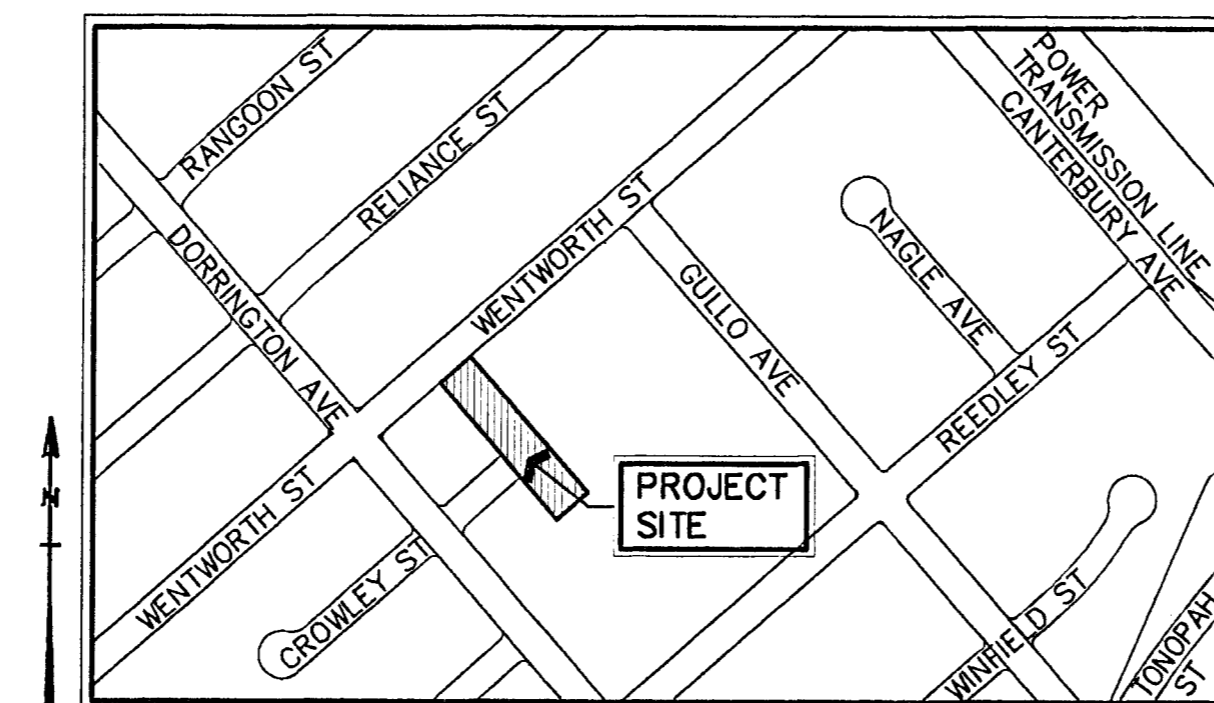 RANGOON ST
RELIANCE ST
POWER
TRANSMISSION LINE
CANTERBURY AVE
DORRINGTON AVE
WENTWORTH ST
NAGLE AVE
GULLO AVE
REEDLEY ST
N
PROJECT
SITE
WENTWORTH ST
CROWLEY ST
WINFIELD ST
TONOPAH
ST